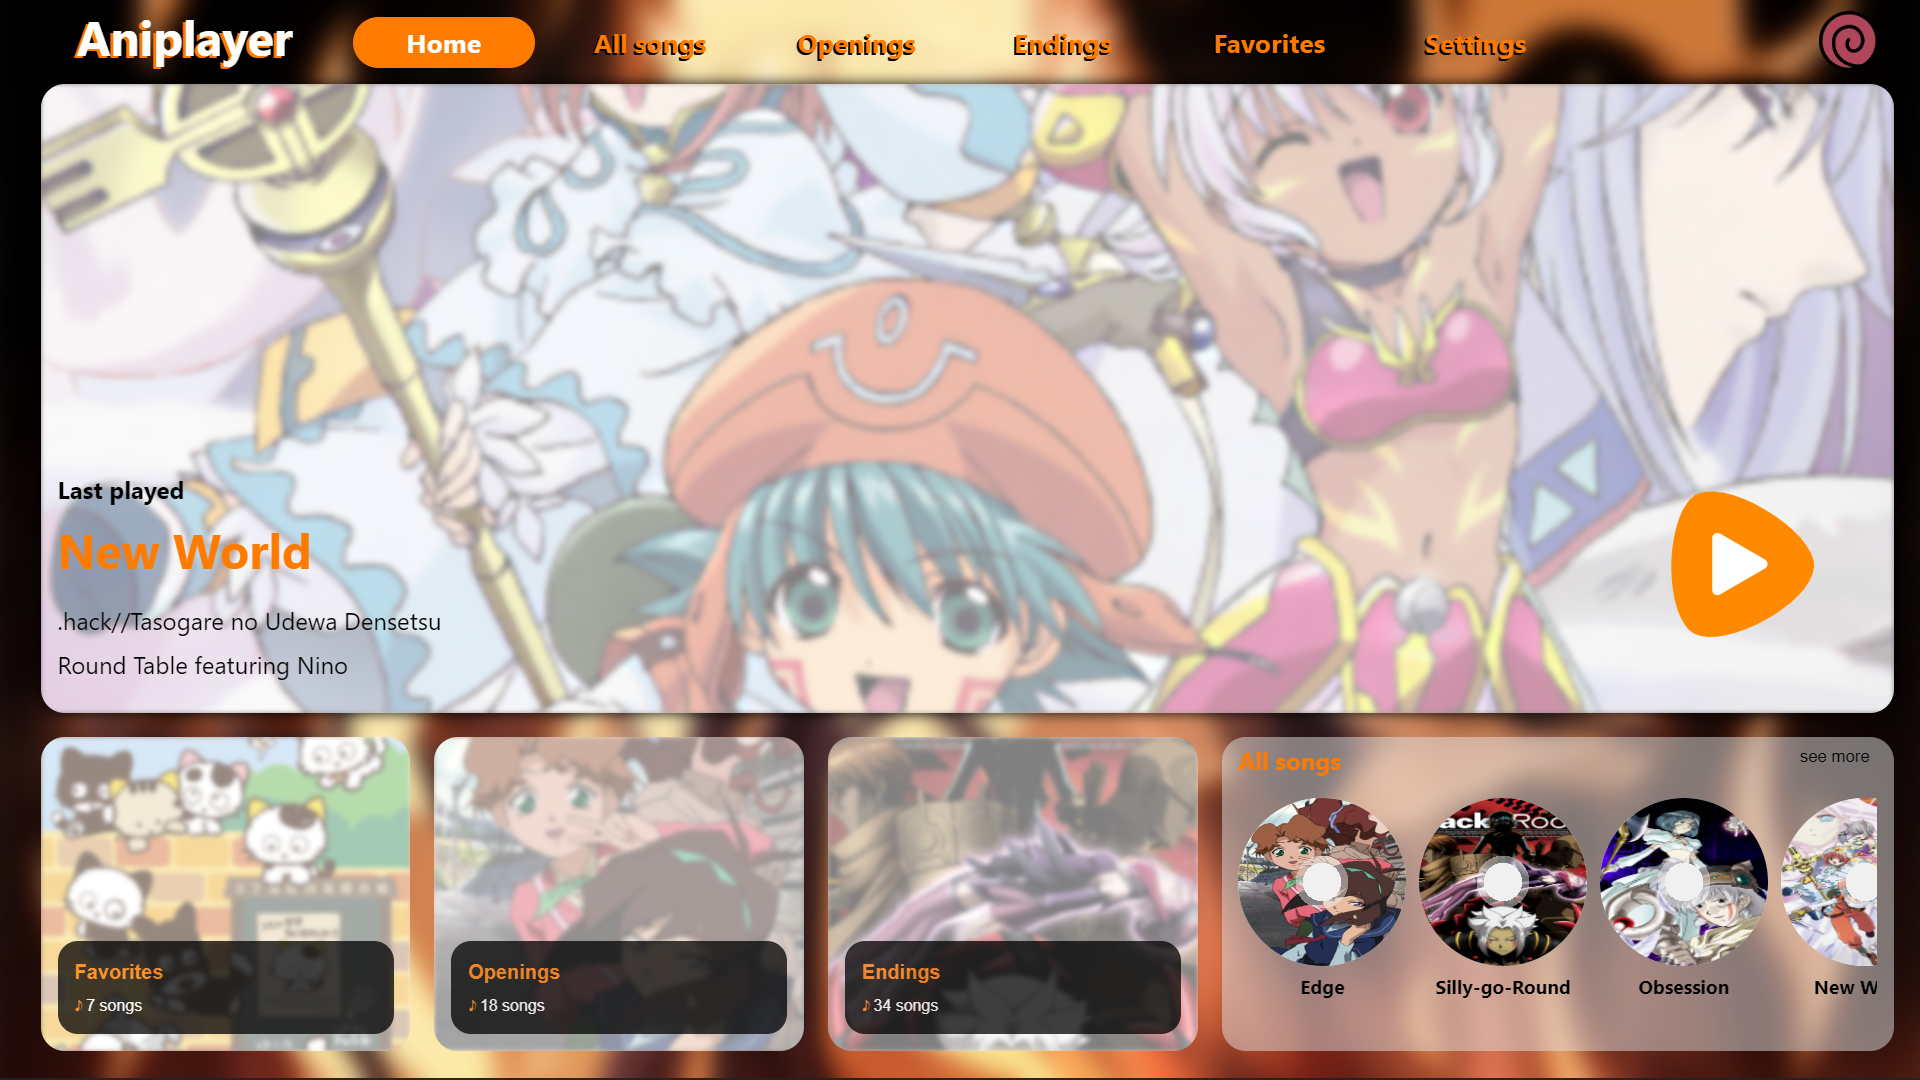 Aniplayer
Home
All songs
Openings
Endings
Favorites
Settings
Last played
New World
.hack//Tasogare no Udewa Densetsu
Round Table featuring Nino
Favorites
♪7 songs
Openings
♪18 songs
Endings
♪34 songs
All songs
see more
Edge
Silly-go-Round
Obsession
New W